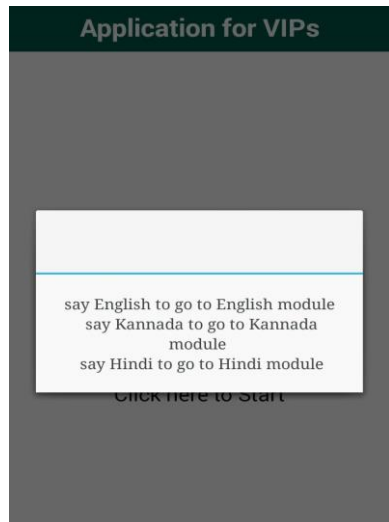 Application for VIPs
say English to go to English module
say Kannada to go to Kannada
module
say Hindi to go to Hindi module
Click here to Start